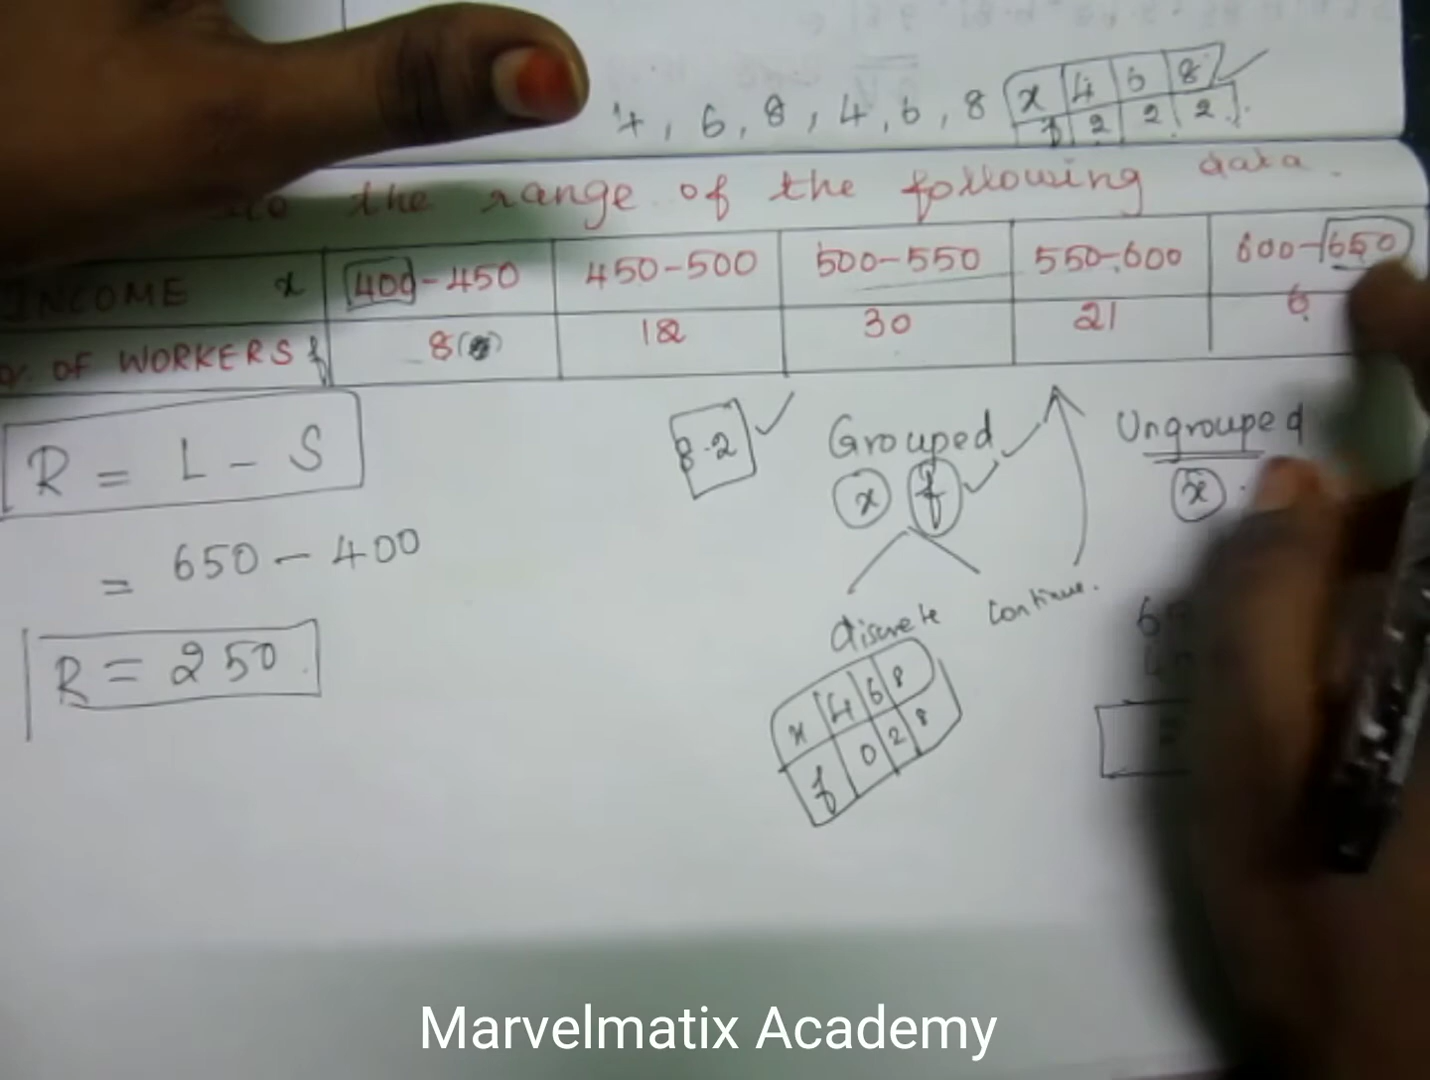 4, 6, 8, 4, 6, 8
x 4 6 8
f 2 2 2
the range of the following data.
INCOME x 400-450 450-500 500-550 550-600 600-650
OF WORKERS f 8 12 30 21 6
R = L - S
= 650 - 400
R = 250
8-2
Grouped
x f
discrete continue.
x 4 6 8
f 0 2 8
Ungrouped
x
Marvelmatix Academy